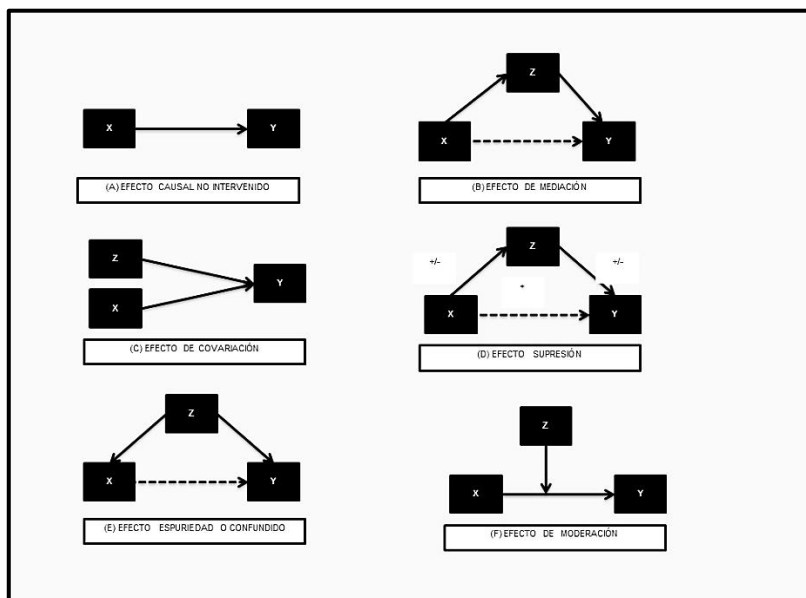 X
Y
(A) EFECTO CAUSAL NO INTERVENIDO
Z
X
Y
(B) EFECTO DE MEDIACIÓN
Z
X
Y
(C) EFECTO DE COVARIACIÓN
+/-
Z
+/-
*
X
Y
(D) EFECTO SUPRESIÓN
Z
X
Y
(E) EFECTO ESPURIEDAD O CONFUNDIDO
Z
X
Y
(F) EFECTO DE MODERACIÓN